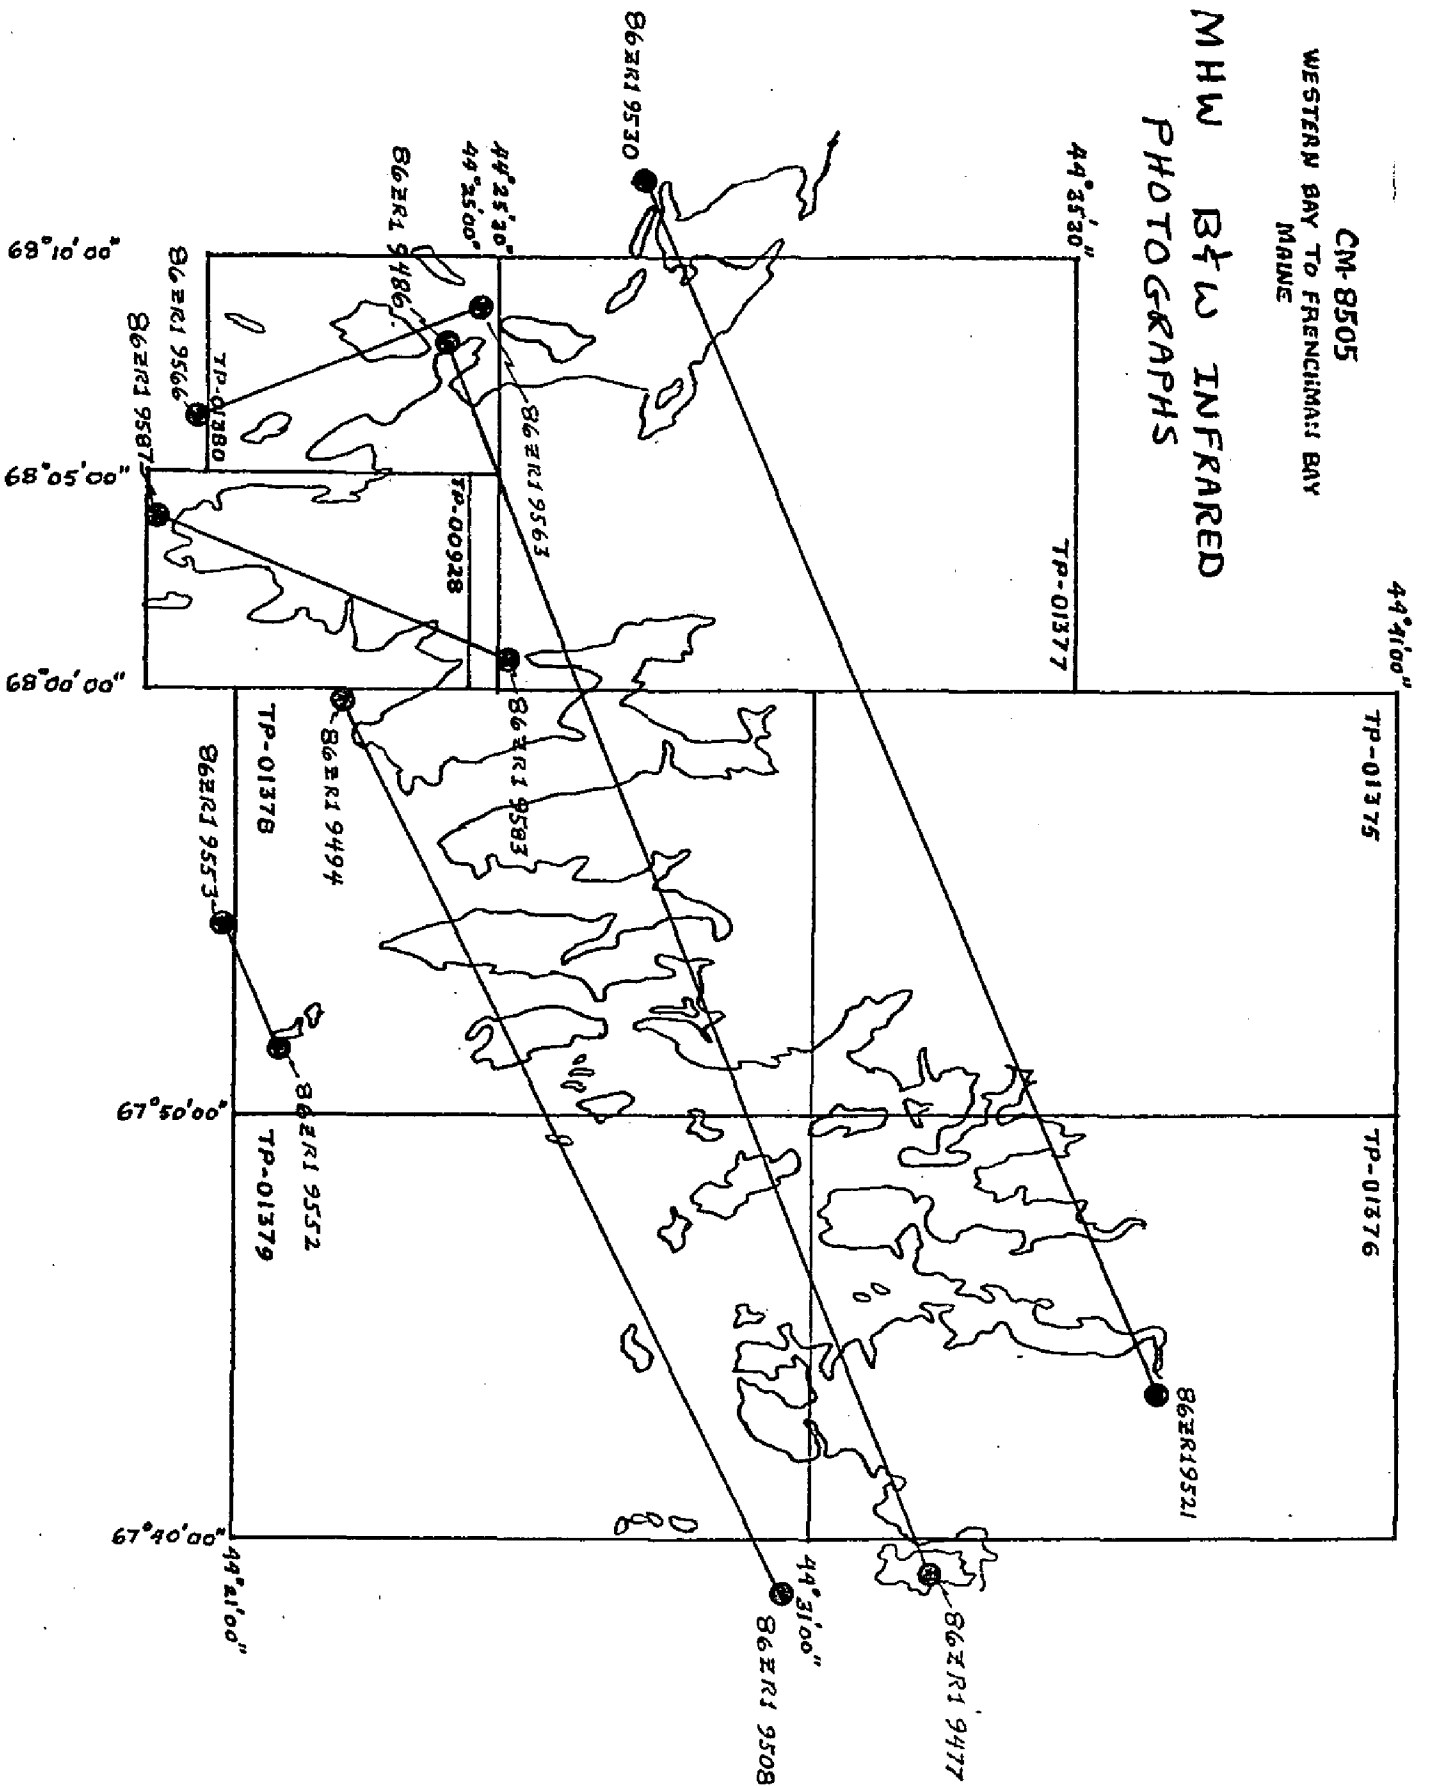 CM-8505
WESTERN BAY TO FRENCHMAN BAY
MAINE
MHW B&W INFRARED
PHOTOGRAPHS
44°41'00"
TP-01375
TP-01376
44°35'20"
TP-01377
86ZR1 9530
86ZR19521
44°25'20"
44°25'00"
86ZR1 9486
86ZR1 9563
86ZR1 9566
TP-01380
TP-00928
86ZR1 9587
86ZR1 9583
86ZR1 9494
TP-01378
86ZR1 9553
86ZR1 9552
TP-01379
86ZR1 9477
44°31'00"
86ZR1 9508
44°21'00"
68°10'00"
68°05'00"
68°00'00"
67°50'00"
67°40'00"